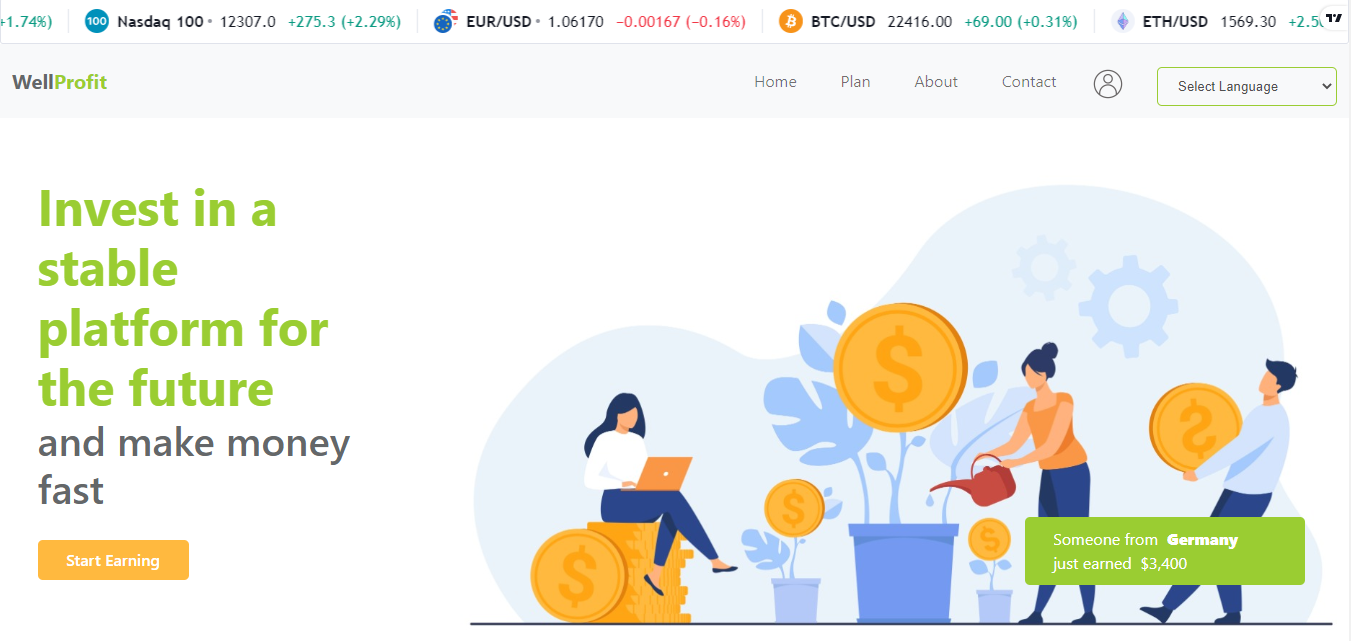 +1.74%) 100 Nasdaq 100 • 12307.0 +275.3 (+2.29%) EUR/USD • 1.06170 −0.00167 (−0.16%) BTC/USD 22416.00 +69.00 (+0.31%) ETH/USD 1569.30
WellProfit Home Plan About Contact Select Language
Invest in a
stable
platform for
the future
and make money
fast
Start Earning
Someone from Germany
just earned $3,400